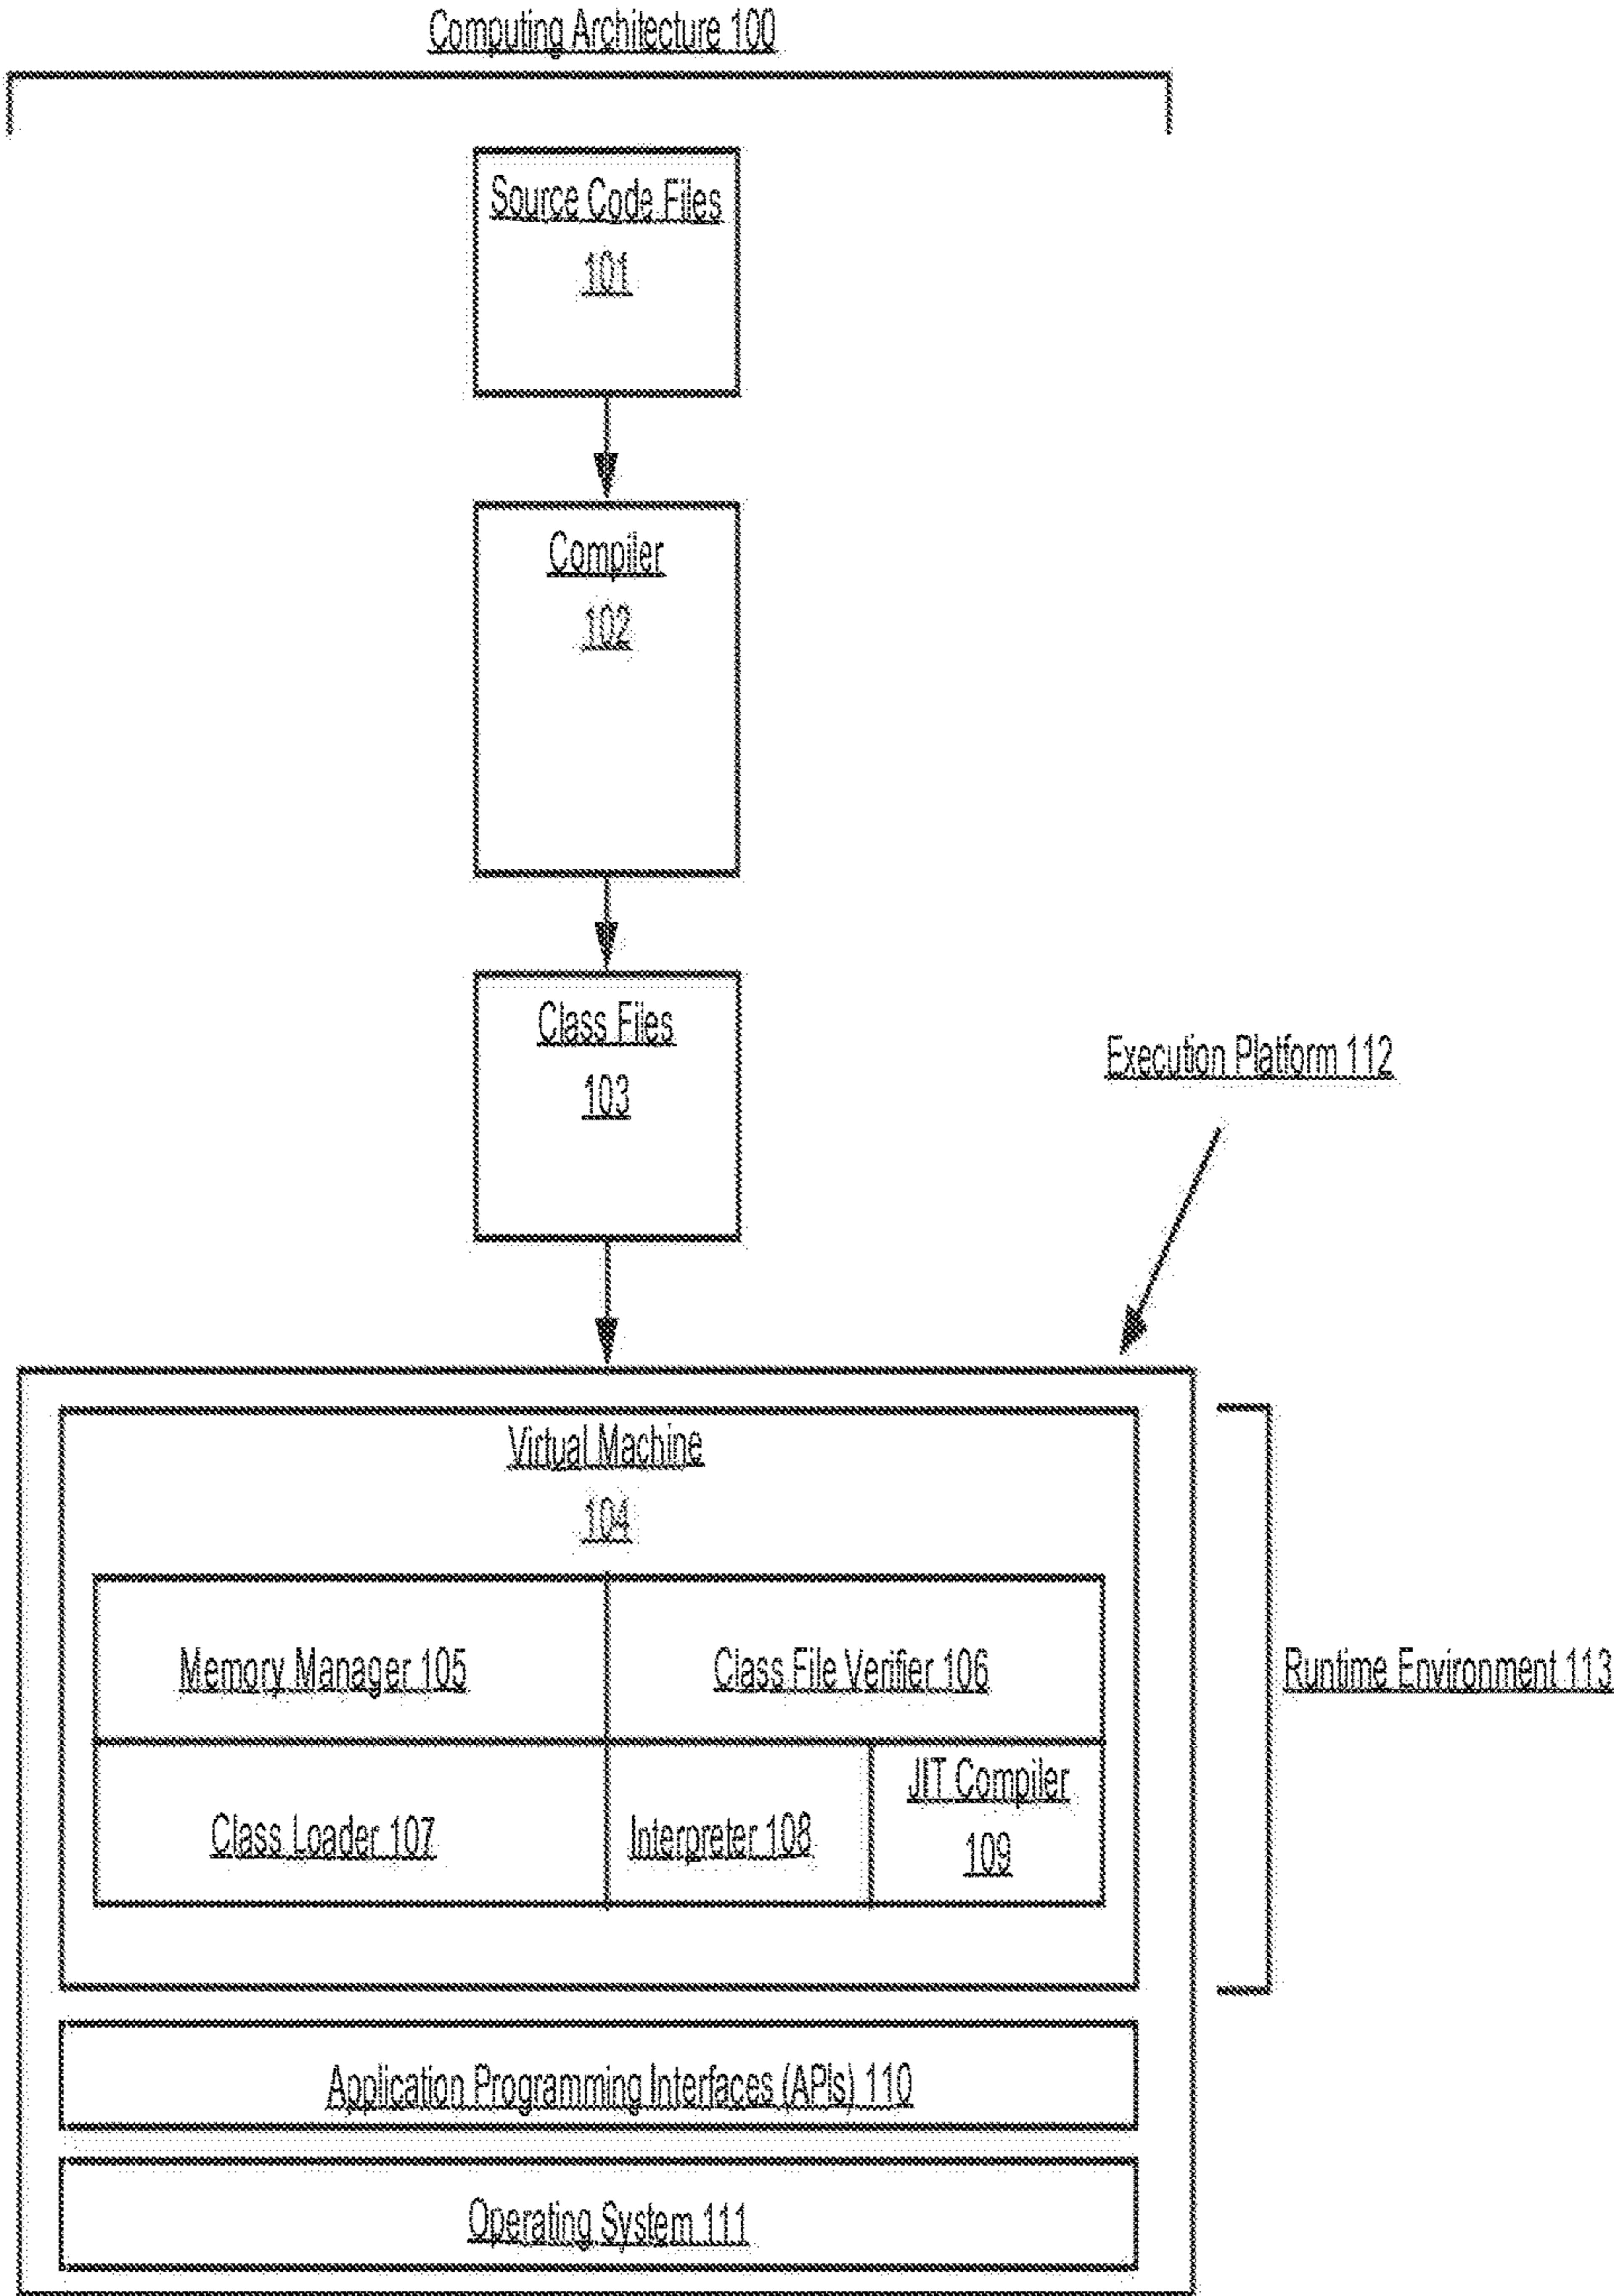 Computing Architecture 100
Source Code Files
101
Compiler
102
Class Files
103
Execution Platform 112
Virtual Machine
104
Memory Manager 105
Class File Verifier 106
Runtime Environment 113
Class Loader 107
Interpreter 108
JIT Compiler
109
Application Programming Interfaces (APIs) 110
Operating System 111